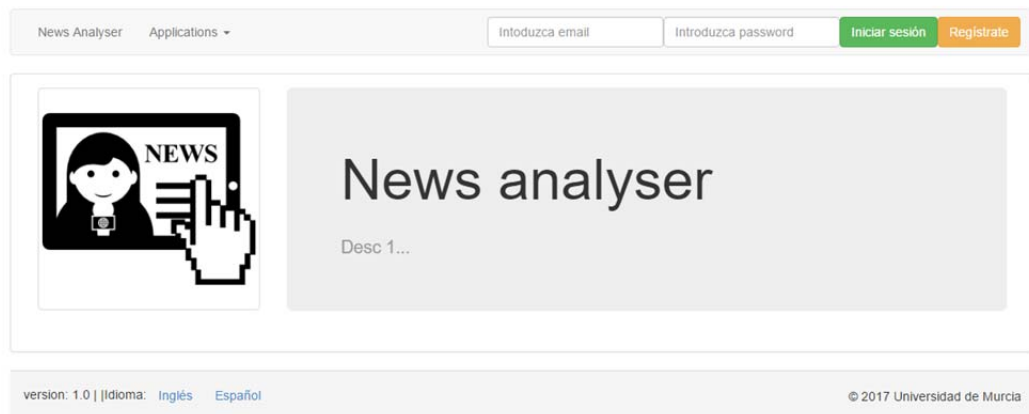 News Analyser Applications Intoduzca email Introduzca password Iniciar sesión Regístrate
NEWS
News analyser
Desc 1...
version: 1.0 | |Idioma: Inglés Español © 2017 Universidad de Murcia